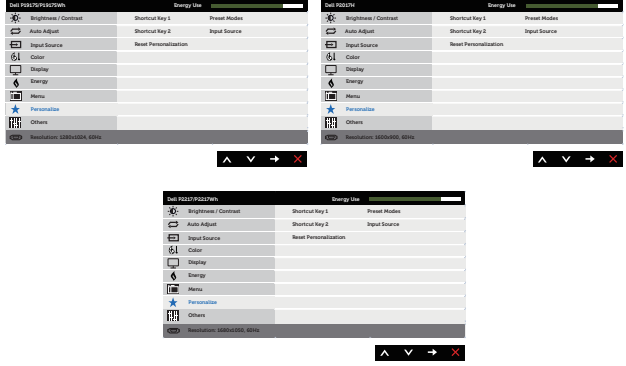 Dell P1917S/P1917SWh Energy Use
Brightness / Contrast Shortcut Key 1 Preset Modes
Auto Adjust Shortcut Key 2 Input Source
Input Source Reset Personalization
Color
Display
Energy
Menu
Personalize
Others
Resolution: 1280x1024, 60Hz
Dell P2017H Energy Use
Brightness / Contrast Shortcut Key 1 Preset Modes
Auto Adjust Shortcut Key 2 Input Source
Input Source Reset Personalization
Color
Display
Energy
Menu
Personalize
Others
Resolution: 1600x900, 60Hz
Dell P2217/P2217Wh Energy Use
Brightness / Contrast Shortcut Key 1 Preset Modes
Auto Adjust Shortcut Key 2 Input Source
Input Source Reset Personalization
Color
Display
Energy
Menu
Personalize
Others
Resolution: 1680x1050, 60Hz